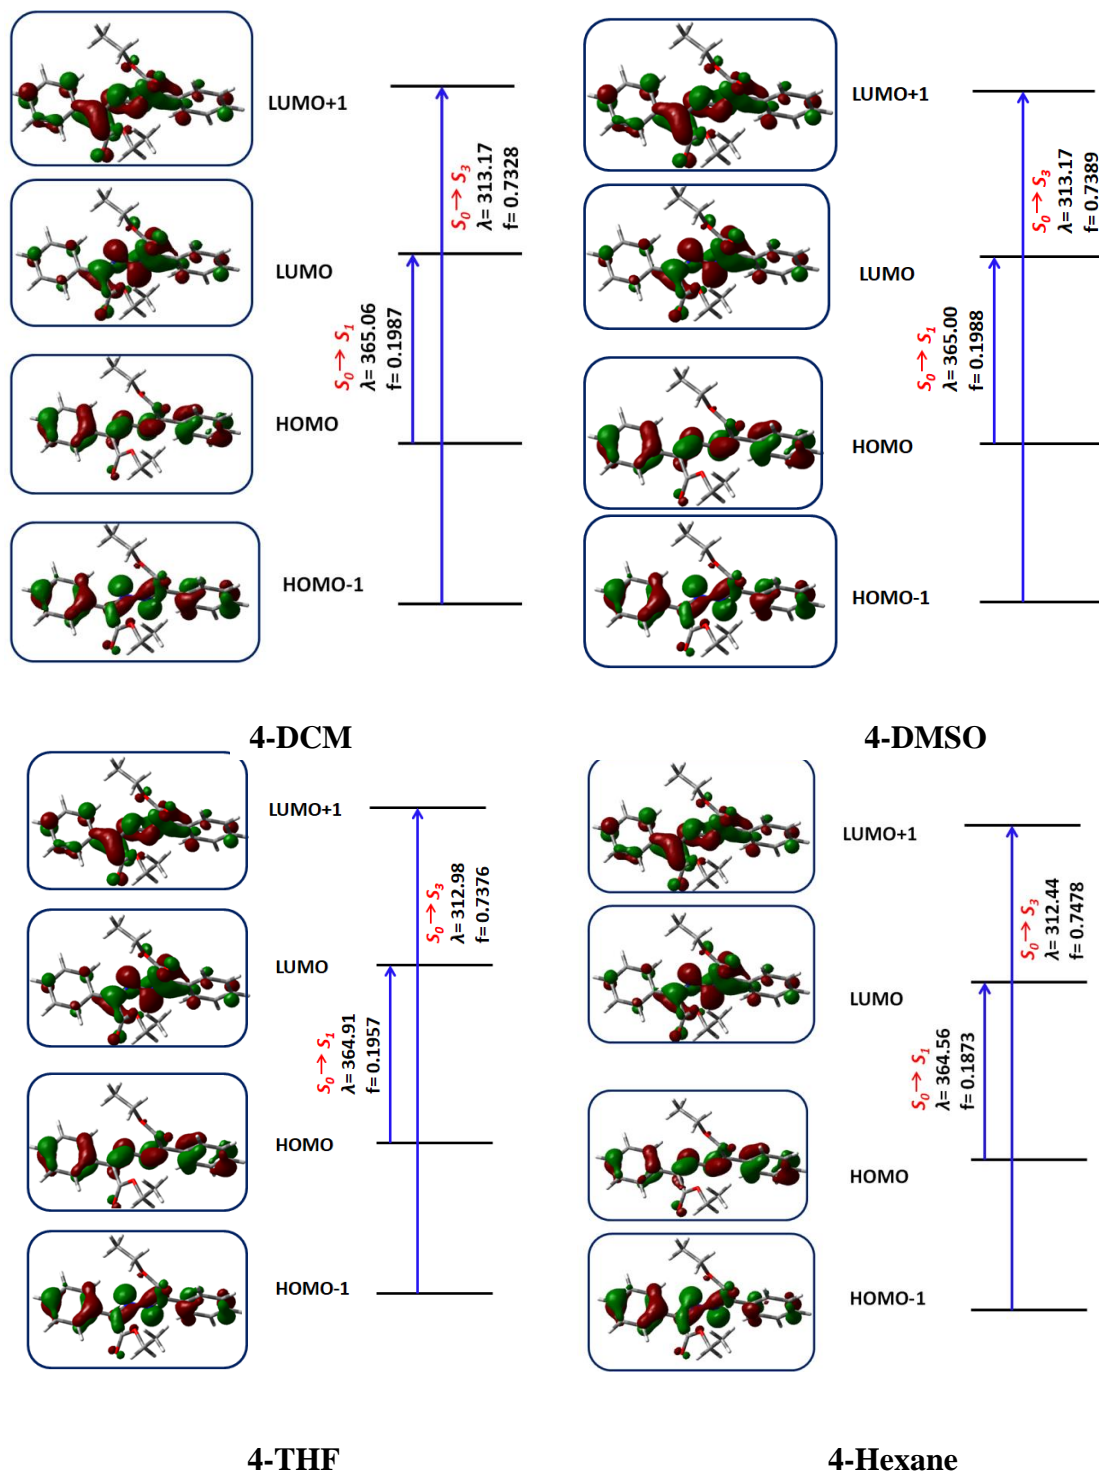 LUMO+1
S0→S3
λ= 313.17
f= 0.7328
LUMO
S0→S1
λ= 365.06
f= 0.1987
HOMO
HOMO-1
4-DCM
LUMO+1
S0→S3
λ= 313.17
f= 0.7389
LUMO
S0→S1
λ= 365.00
f= 0.1988
HOMO
HOMO-1
4-DMSO
LUMO+1
S0→S3
λ= 312.98
f= 0.7376
LUMO
S0→S1
λ= 364.91
f= 0.1957
HOMO
HOMO-1
4-THF
LUMO+1
S0→S3
λ= 312.44
f= 0.7478
LUMO
S0→S1
λ= 364.56
f= 0.1873
HOMO
HOMO-1
4-Hexane